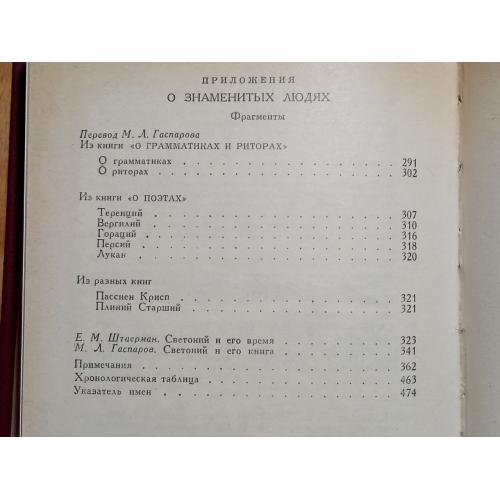 ПРИЛОЖЕНИЯ
О ЗНАМЕНИТЫХ ЛЮДЯХ
Фрагменты
Перевод М. Л. Гаспарова
Из книги «О ГРАММАТИКАХ И РИТОРАХ»
О грамматиках . . . . . . . . . . . . . . . 291
О риторах . . . . . . . . . . . . . . . 302
Из книги «О ПОЭТАХ»
Теренций . . . . . . . . . . . . . . . 307
Вергилий . . . . . . . . . . . . . . . 310
Гораций . . . . . . . . . . . . . . . 316
Персий . . . . . . . . . . . . . . . 318
Лукан . . . . . . . . . . . . . . . 320
Из разных книг
Пассиен Крисп . . . . . . . . . . . . . . . 321
Плиний Старший . . . . . . . . . . . . . . . 321
Е. М. Штаерман. Светоний и его время . . . . . . . . 323
М. Л. Гаспаров. Светоний и его книга . . . . . . . . 341
Примечания . . . . . . . . . . . . . . . 362
Хронологическая таблица . . . . . . . . . . . . 463
Указатель имен . . . . . . . . . . . . . . . 474